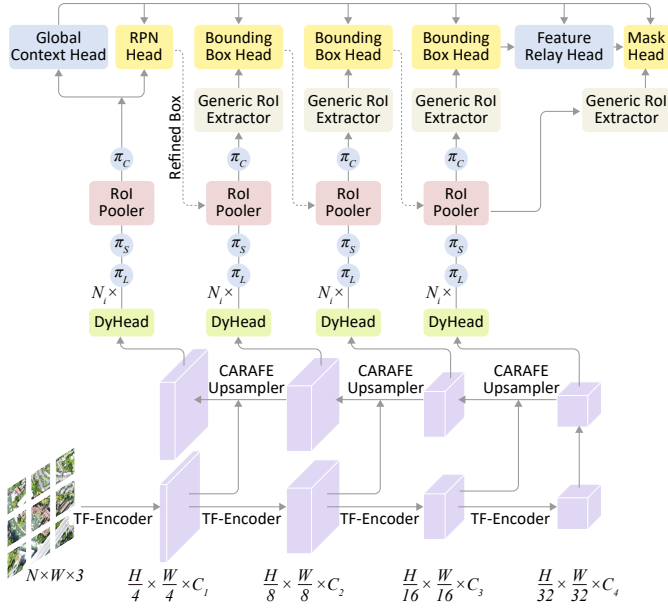 Global
Context Head
RPN
Head
Bounding
Box Head
Bounding
Box Head
Bounding
Box Head
Feature
Relay Head
Mask
Head
Refined Box
Generic RoI
Extractor
Generic RoI
Extractor
Generic RoI
Extractor
Generic RoI
Extractor
π_C
π_C
π_C
π_C
RoI
Pooler
RoI
Pooler
RoI
Pooler
RoI
Pooler
π_S
π_S
π_S
π_S
π_L
π_L
π_L
π_L
N_i ×
N_i ×
N_i ×
N_i ×
DyHead
DyHead
DyHead
DyHead
CARAFE
Upsampler
CARAFE
Upsampler
CARAFE
Upsampler
TF-Encoder
TF-Encoder
TF-Encoder
TF-Encoder
N×W×3
H/4 × W/4 × C_1
H/8 × W/8 × C_2
H/16 × W/16 × C_3
H/32 × W/32 × C_4